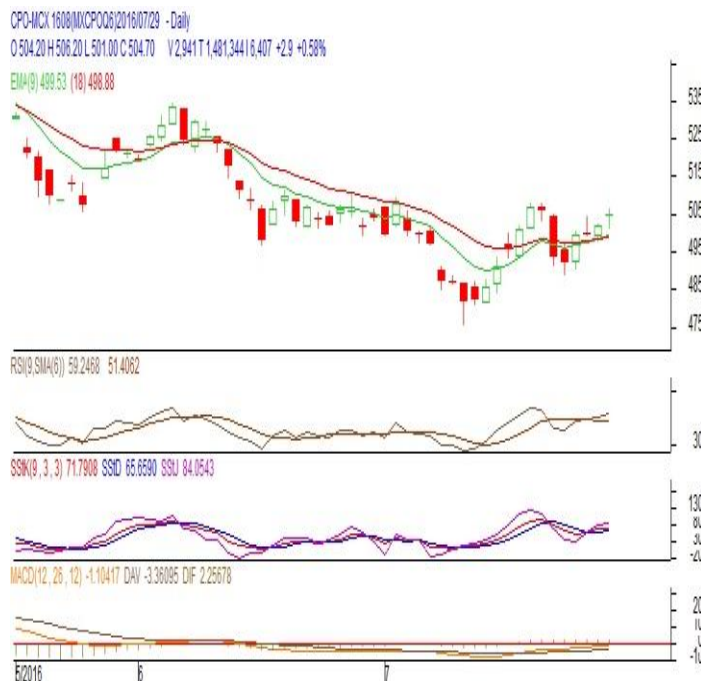 CPO-MCX 1608(MXCPOQ6)2016/07/29 - Daily
O 504.20 H 506.20 L 501.00 C 504.70 V 2,941 T 1,481,344 I 6,407 +2.9 +0.58%
EMA(9) 499.53 (18) 498.88
535
525
515
505
495
485
475
RSI(9,SMA(6)) 59.2468 51.4062
30
SStK(9, 3, 3) 71.7908 SStD 65.6590 SStJ 84.0543
130
80
30
-20
MACD(12, 26, 12) -1.10417 DAV -3.36095 DIF 2.25678
20
10
0
-10
5/2016 6 7